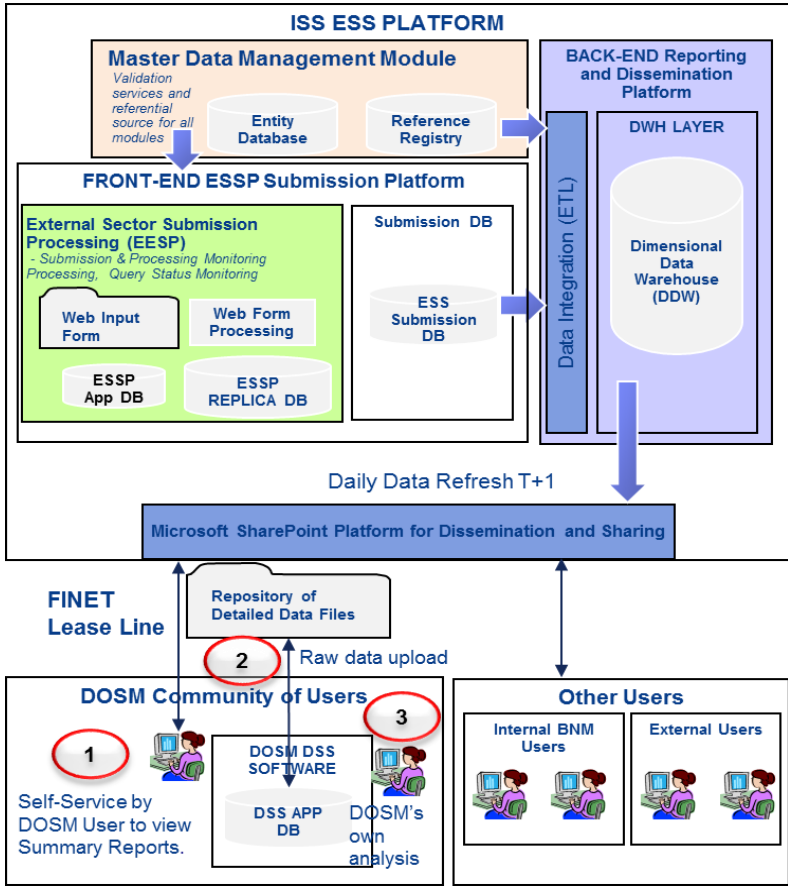 ISS ESS PLATFORM
Master Data Management Module
Validation
services and
referential
source for all
modules
Entity
Database
Reference
Registry
BACK-END Reporting
and Dissemination
Platform
DWH LAYER
Data Integration (ETL)
Dimensional
Data
Warehouse
(DDW)
FRONT-END ESSP Submission Platform
External Sector Submission
Processing (EESP)
- Submission & Processing Monitoring
Processing, Query Status Monitoring
Web Input
Form
Web Form
Processing
ESSP
App DB
ESSP
REPLICA DB
Submission DB
ESS
Submission
DB
Daily Data Refresh T+1
Microsoft SharePoint Platform for Dissemination and Sharing
FINET
Lease Line
Repository of
Detailed Data Files
2
Raw data upload
DOSM Community of Users
1
3
Self-Service by
DOSM User to view
Summary Reports.
DOSM DSS
SOFTWARE
DSS APP
DB
DOSM's
own
analysis
Other Users
Internal BNM
Users
External Users